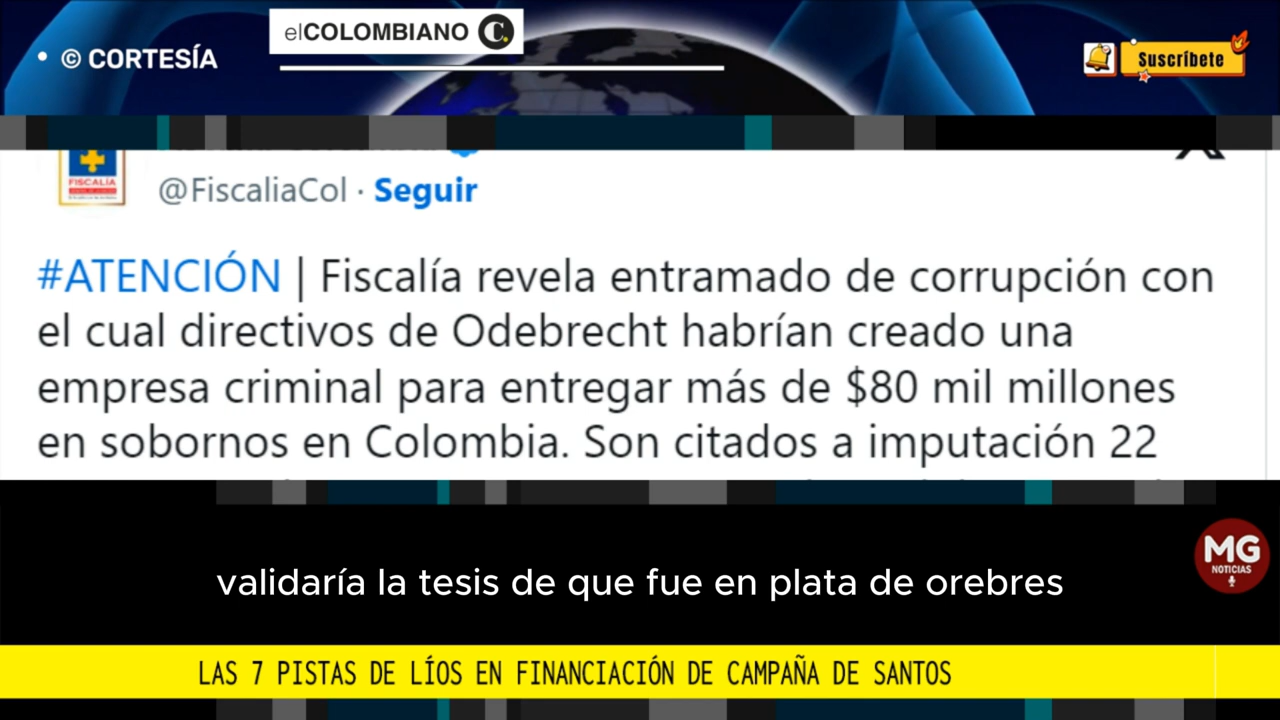 elCOLOMBIANO C.
© CORTESÍA
Suscríbete
FISCALÍA
@FiscaliaCol · Seguir
#ATENCIÓN | Fiscalía revela entramado de corrupción con
el cual directivos de Odebrecht habrían creado una
empresa criminal para entregar más de $80 mil millones
en sobornos en Colombia. Son citados a imputación 22
MG
NOTICIAS
validaría la tesis de que fue en plata de orebres
LAS 7 PISTAS DE LÍOS EN FINANCIACIÓN DE CAMPAÑA DE SANTOS